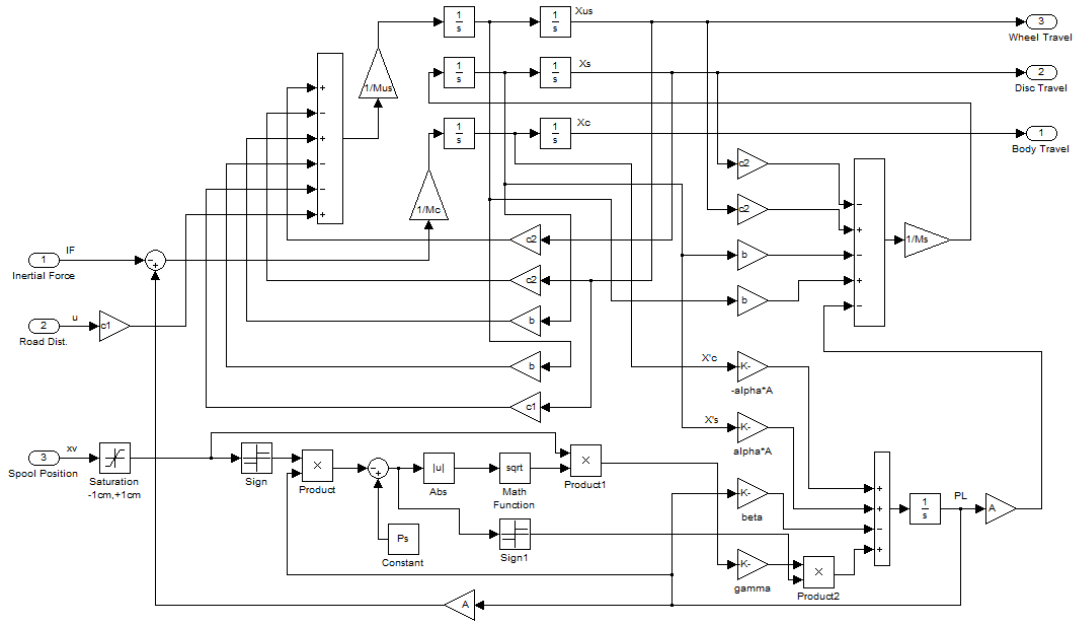 1
s
1
s
Xus
3
Wheel Travel
1/Mus
1
s
1
s
Xs
2
Disc Travel
+
−
+
−
−
+
1
s
1
s
Xc
1
Body Travel
c2
1/Mc
c2
−
+
−
+
−
1/Ms
c2
b
IF
1
Inertial Force
−
+
c2
b
u
2
Road Dist.
c1
b
b
X'c
-K-
-alpha*A
c1
X's
-K-
alpha*A
xv
3
Spool Position
Saturation
-1cm,+1cm
Sign
×
Product
−
+
|u|
Abs
sqrt
Math
Function
×
Product1
-K-
beta
+
+
−
+
1
s
PL
A
Ps
Constant
Sign1
-K-
gamma
×
Product2
A